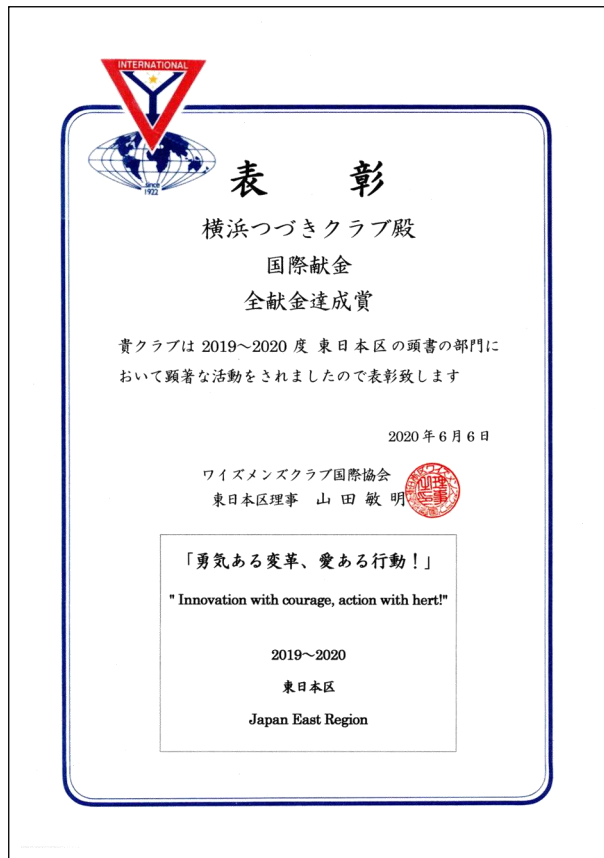 INTERNATIONAL
since
1922
表 彰
横浜つづきクラブ殿
国際献金
全献金達成賞
貴クラブは 2019～2020 度 東日本区の頭書の部門に
おいて顕著な活動をされましたので表彰致します
2020 年 6 月 6 日
ワイズメンズクラブ国際協会
東日本区理事 山 田 敏 明
「勇気ある変革、愛ある行動！」
" Innovation with courage, action with hert!"
2019～2020
東日本区
Japan East Region